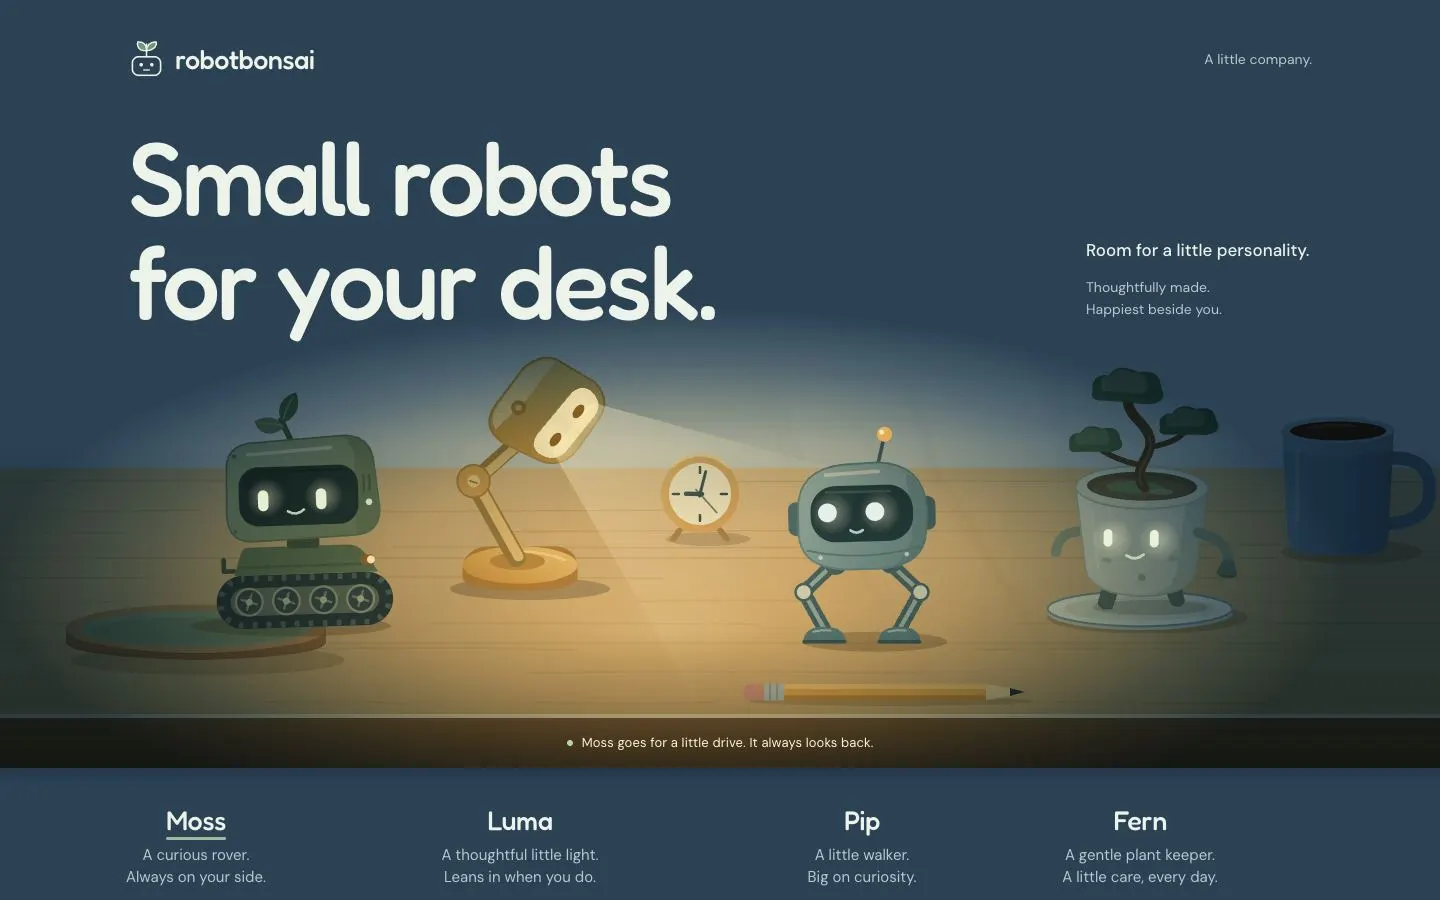 robotbonsai
A little company.
Small robots
for your desk.
Room for a little personality.
Thoughtfully made.
Happiest beside you.
Moss goes for a little drive. It always looks back.
Moss
A curious rover.
Always on your side.
Luma
A thoughtful little light.
Leans in when you do.
Pip
A little walker.
Big on curiosity.
Fern
A gentle plant keeper.
A little care, every day.